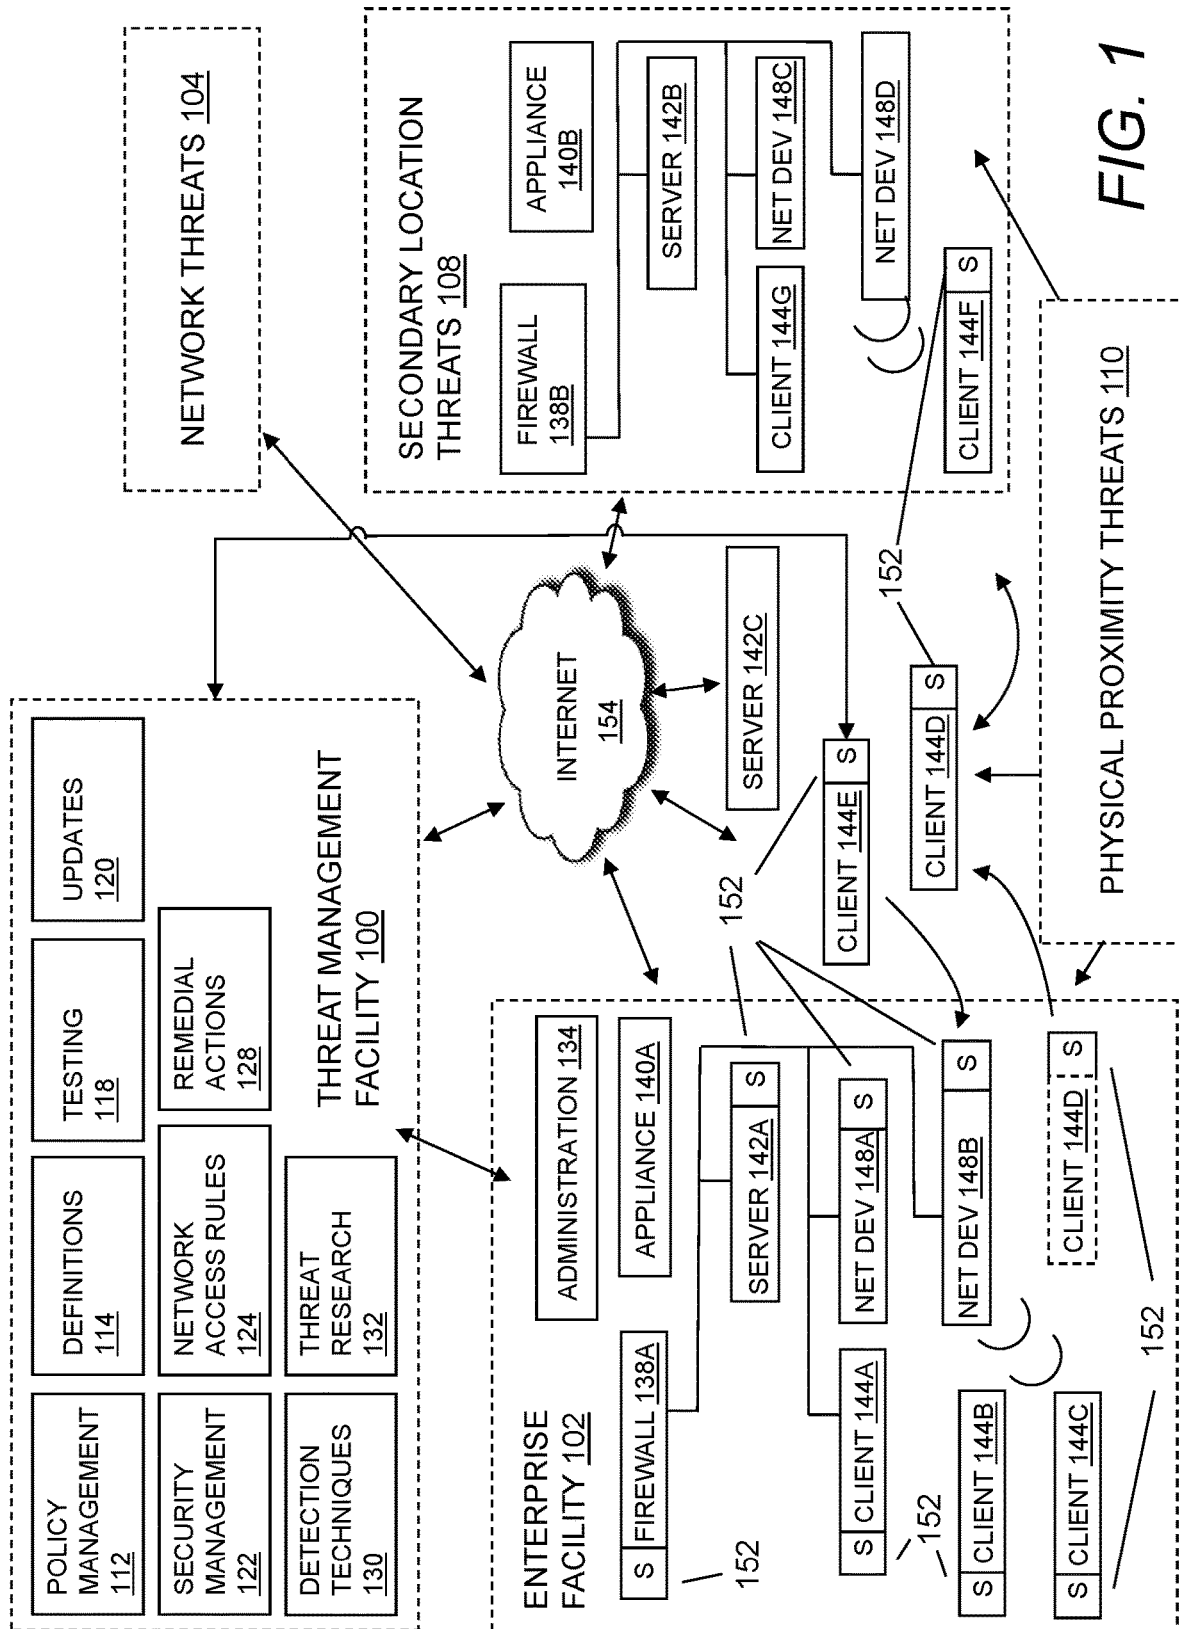 POLICY
MANAGEMENT
112
DEFINITIONS
114
TESTING
118
UPDATES
120
SECURITY
MANAGEMENT
122
NETWORK
ACCESS RULES
124
REMEDIAL
ACTIONS
128
DETECTION
TECHNIQUES
130
THREAT
RESEARCH
132
THREAT MANAGEMENT
FACILITY 100
NETWORK THREATS 104
INTERNET
154
SERVER 142C
ENTERPRISE
FACILITY 102
ADMINISTRATION 134
S FIREWALL 138A
APPLIANCE 140A
152
SERVER 142A S
152
S CLIENT 144A
NET DEV 148A S
152
S CLIENT 144B
NET DEV 148B S
S CLIENT 144C
CLIENT 144D S
152
CLIENT 144E S
CLIENT 144D S
152
SECONDARY LOCATION
THREATS 108
FIREWALL
138B
APPLIANCE
140B
SERVER 142B
CLIENT 144G
NET DEV 148C
NET DEV 148D
CLIENT 144F S
PHYSICAL PROXIMITY THREATS 110
FIG. 1